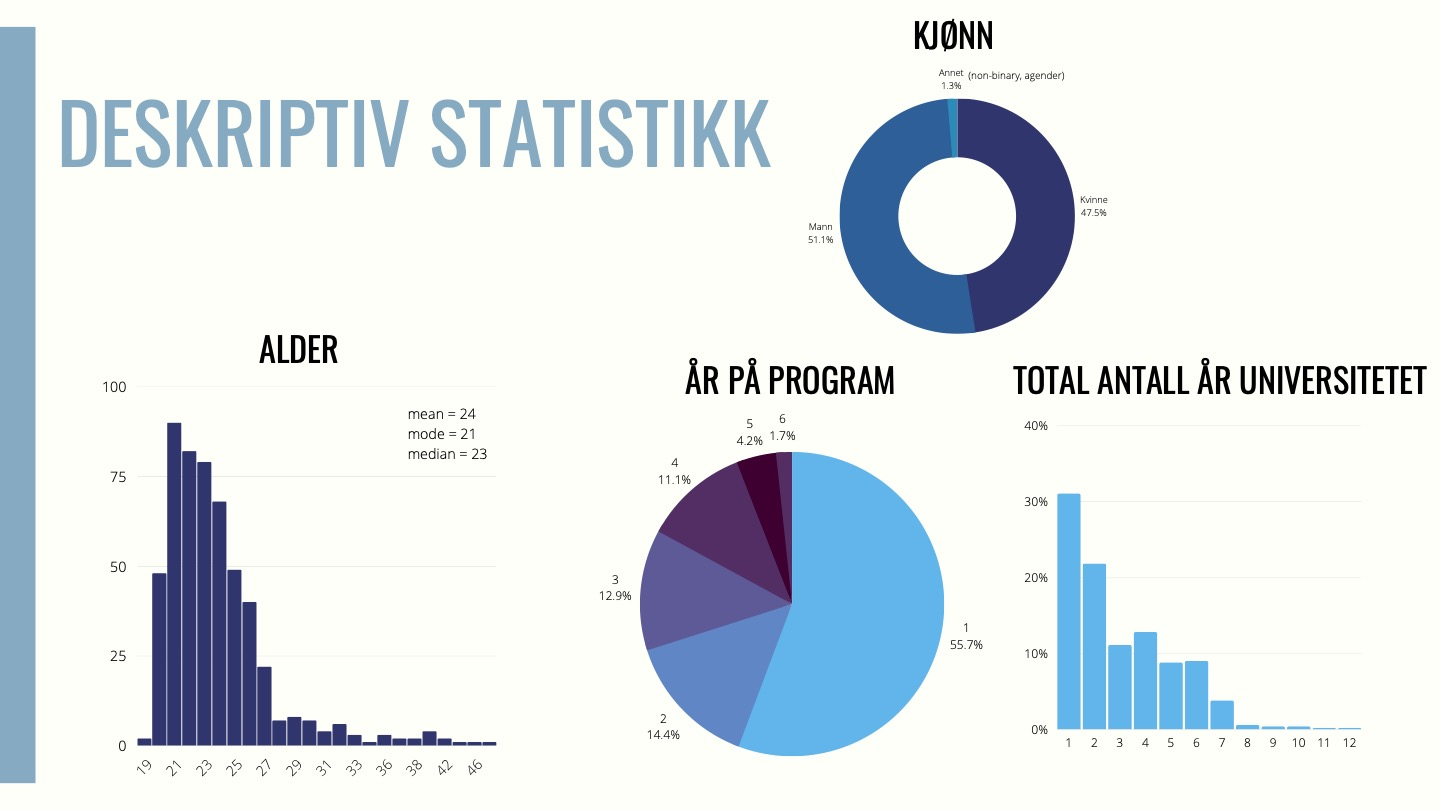 DESKRIPTIV STATISTIKK
KJØNN
Annet (non-binary, agender)
1.3%
Kvinne
47.5%
Mann
51.1%
ALDER
100
75
50
25
0
mean = 24
mode = 21
median = 23
19 21 23 25 27 29 31 33 36 38 42 46
ÅR PÅ PROGRAM
6
1.7%
5
4.2%
4
11.1%
3
12.9%
2
14.4%
1
55.7%
TOTAL ANTALL ÅR UNIVERSITETET
40%
30%
20%
10%
0%
1 2 3 4 5 6 7 8 9 10 11 12